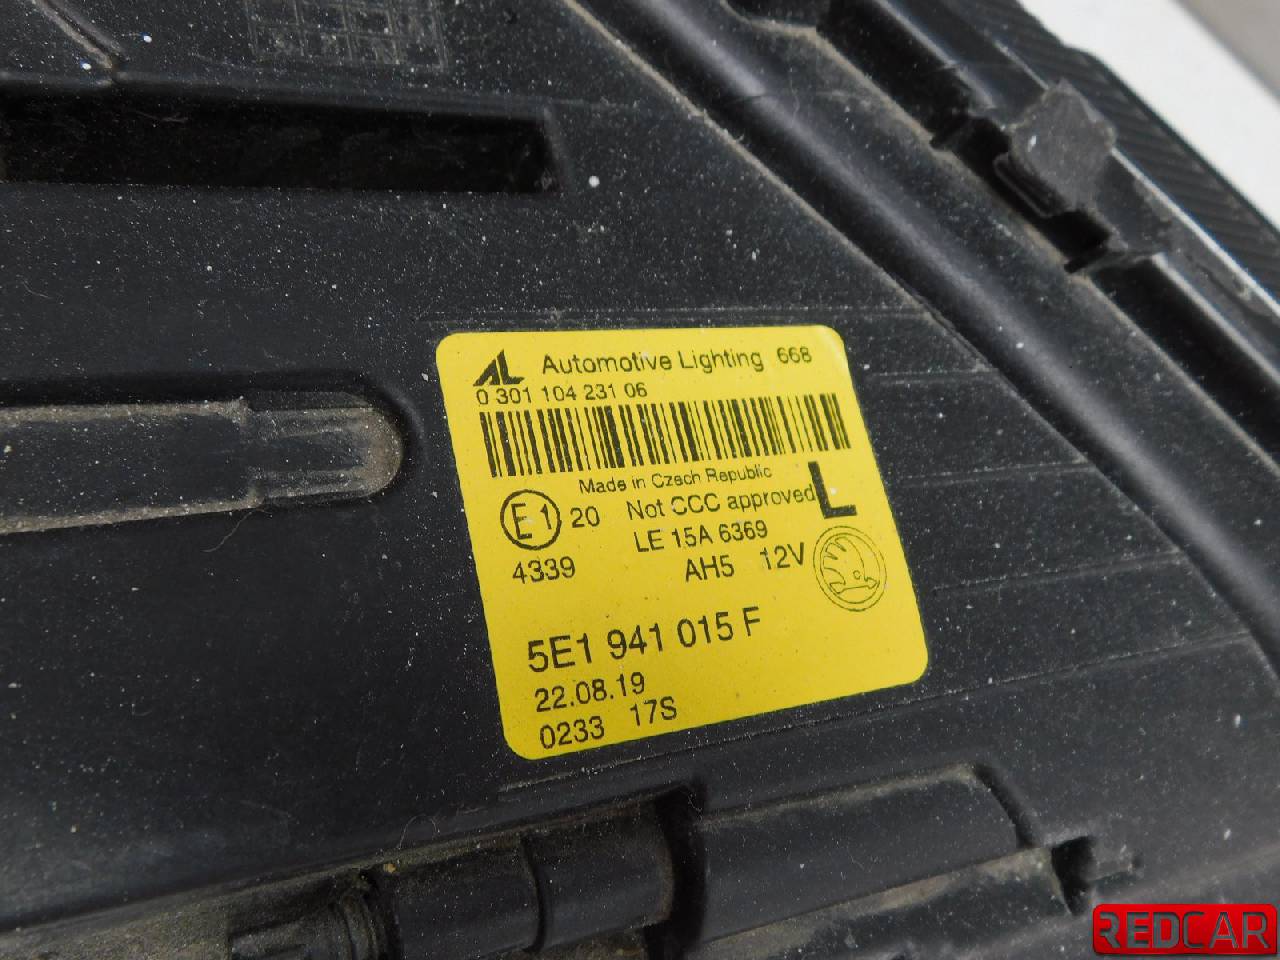 AL Automotive Lighting 668
0 301 104 231 06
Made in Czech Republic
E1 20 Not CCC approved L
LE 15A 6369
4339 AH5 12V
5E1 941 015 F
22.08.19
0233 17S
REDCAR